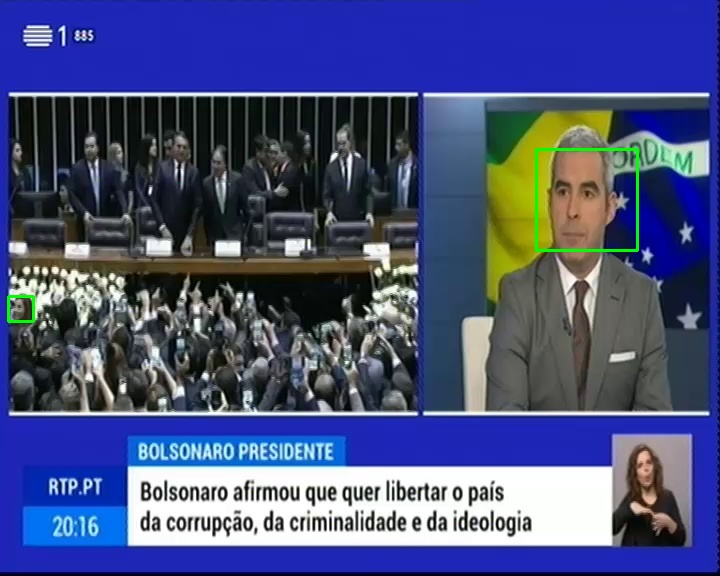 1 885
ORDEM
BOLSONARO PRESIDENTE
RTP.PT
Bolsonaro afirmou que quer libertar o país
20:16
da corrupção, da criminalidade e da ideologia